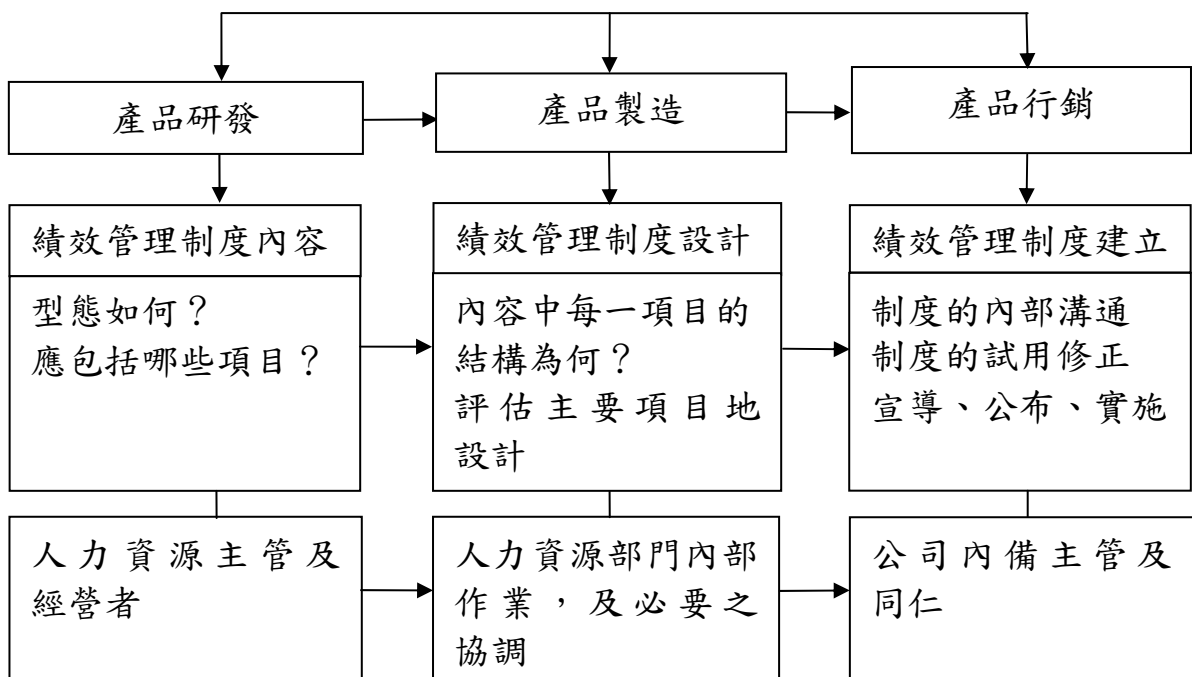 產品研發
產品製造
產品行銷
績效管理制度內容
型態如何？
應包括哪些項目？
績效管理制度設計
內容中每一項目的
結構為何？
評估主要項目地
設計
績效管理制度建立
制度的內部溝通
制度的試用修正
宣導、公布、實施
人力資源主管及
經營者
人力資源部門內部
作業，及必要之
協調
公司內備主管及
同仁